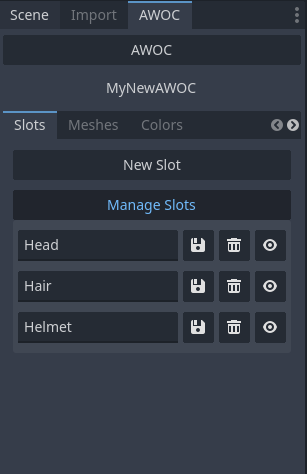 Scene Import AWOC
AWOC
MyNewAWOC
Slots Meshes Colors
New Slot
Manage Slots
Head
Hair
Helmet